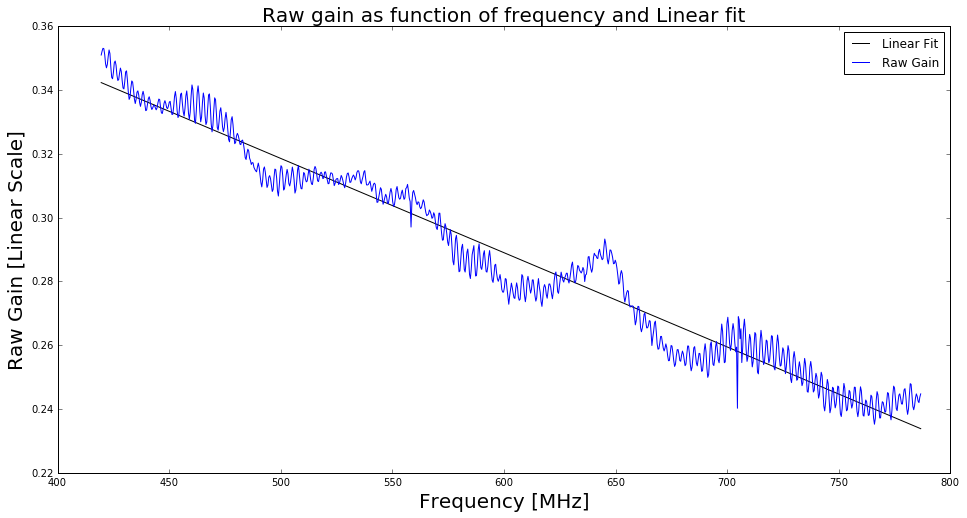 Raw gain as function of frequency and Linear fit
Linear Fit
Raw Gain
Raw Gain [Linear Scale]
0.36
0.34
0.32
0.30
0.28
0.26
0.24
0.22
400 450 500 550 600 650 700 750 800
Frequency [MHz]